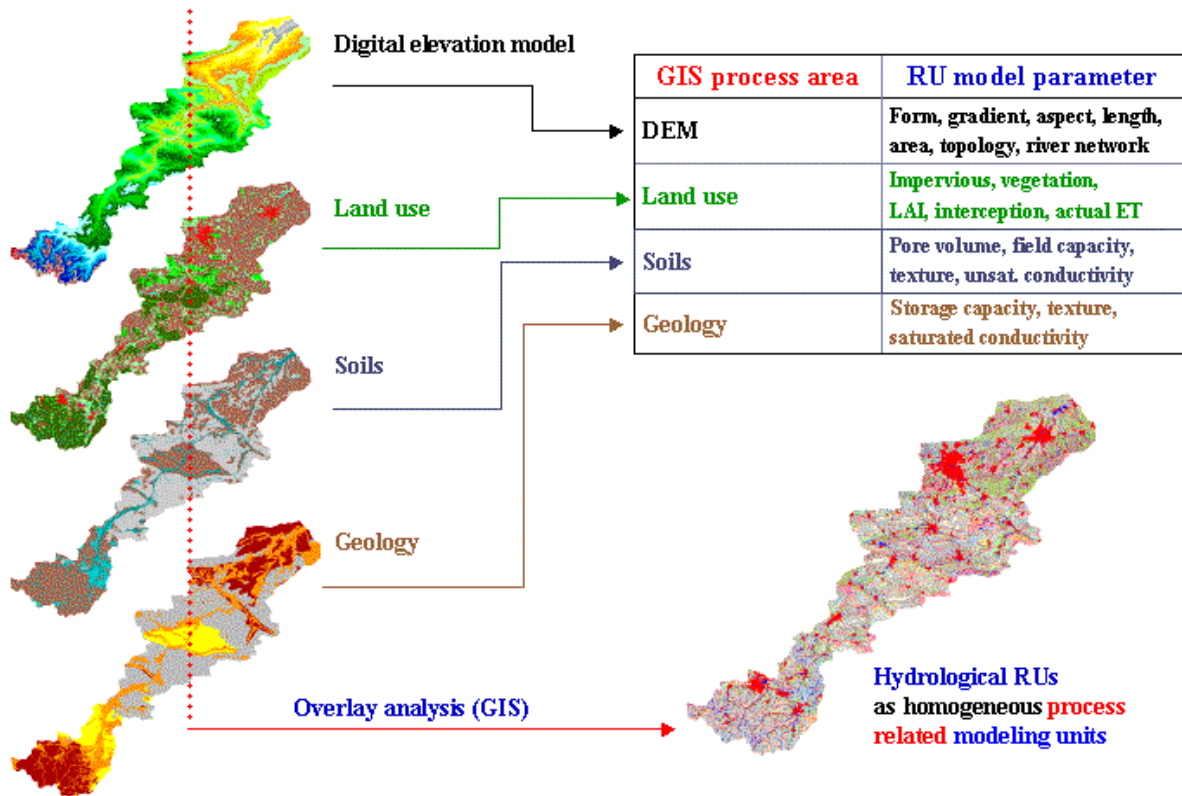 Digital elevation model
Land use
Soils
Geology
Overlay analysis (GIS)
GIS process area
RU model parameter
DEM
Form, gradient, aspect, length,
area, topology, river network
Land use
Impervious, vegetation,
LAI, interception, actual ET
Soils
Pore volume, field capacity,
texture, unsat. conductivity
Geology
Storage capacity, texture,
saturated conductivity
Hydrological RUs
as homogeneous process
related modeling units